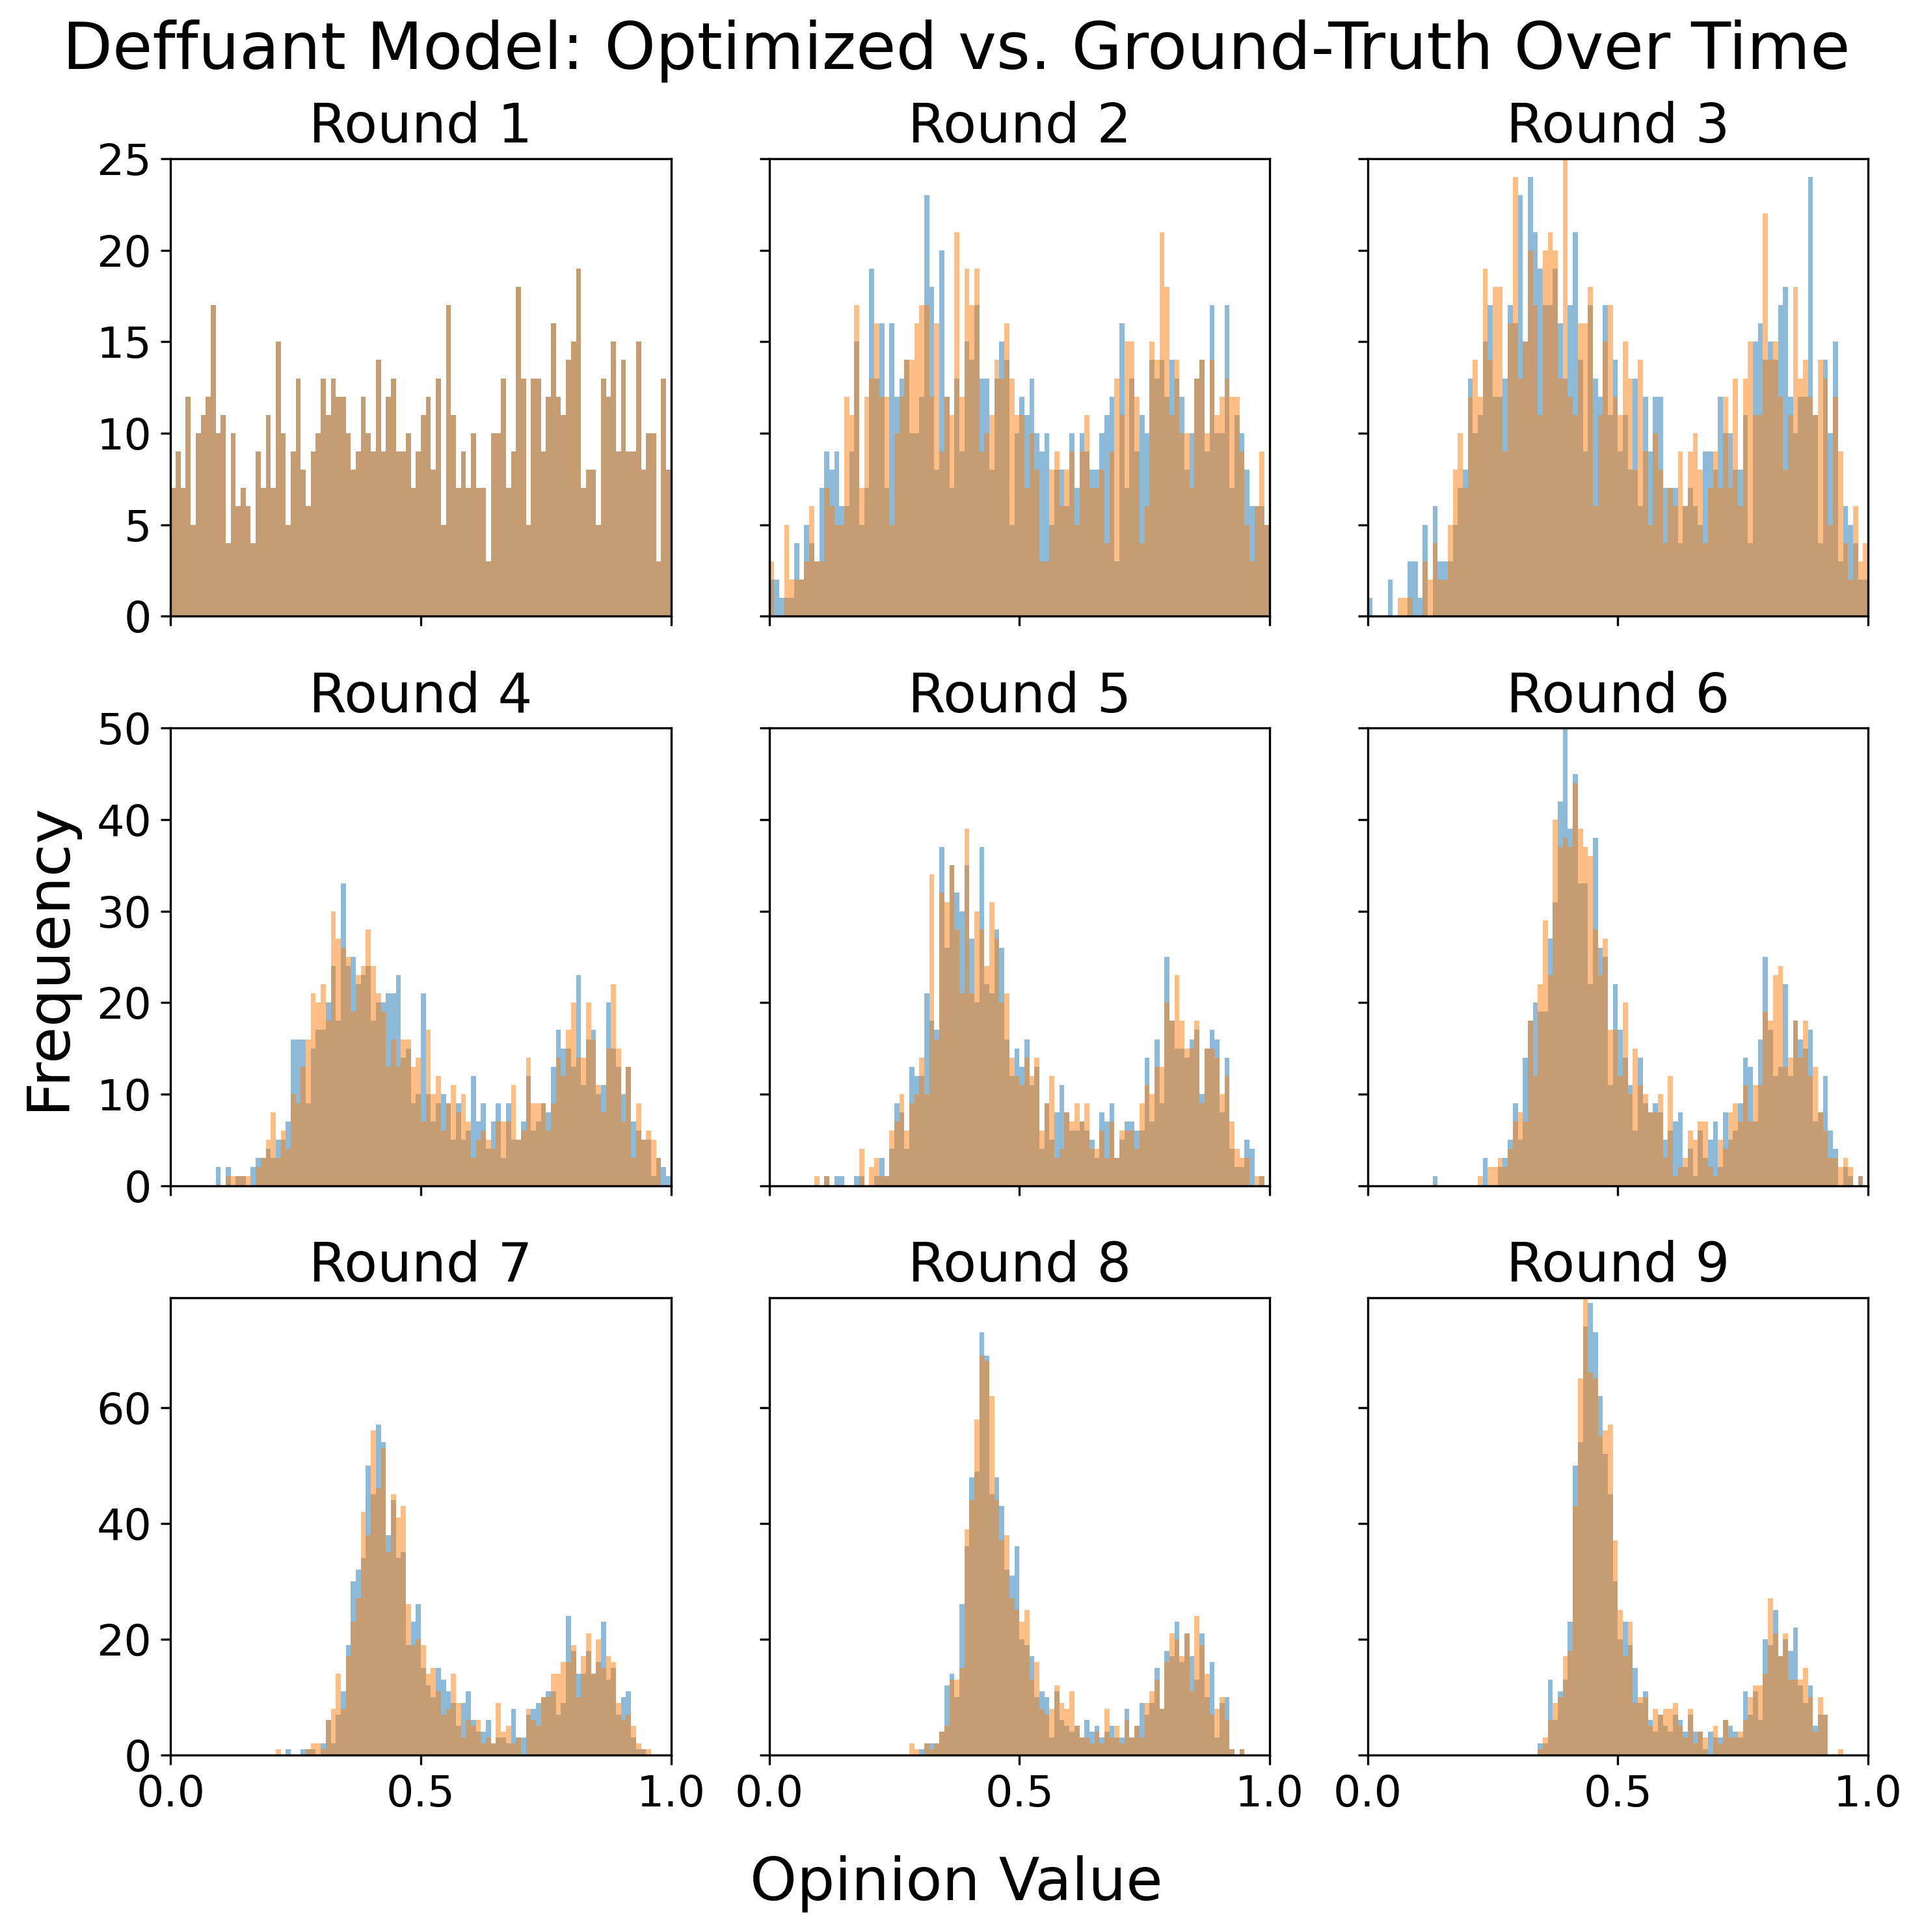 Deffuant Model: Optimized vs. Ground-Truth Over Time
Round 1
Round 2
Round 3
25
20
15
10
5
0
Round 4
Round 5
Round 6
50
40
30
20
10
0
Frequency
Round 7
Round 8
Round 9
60
40
20
0
0.0 0.5 1.0
0.0 0.5 1.0
0.0 0.5 1.0
Opinion Value